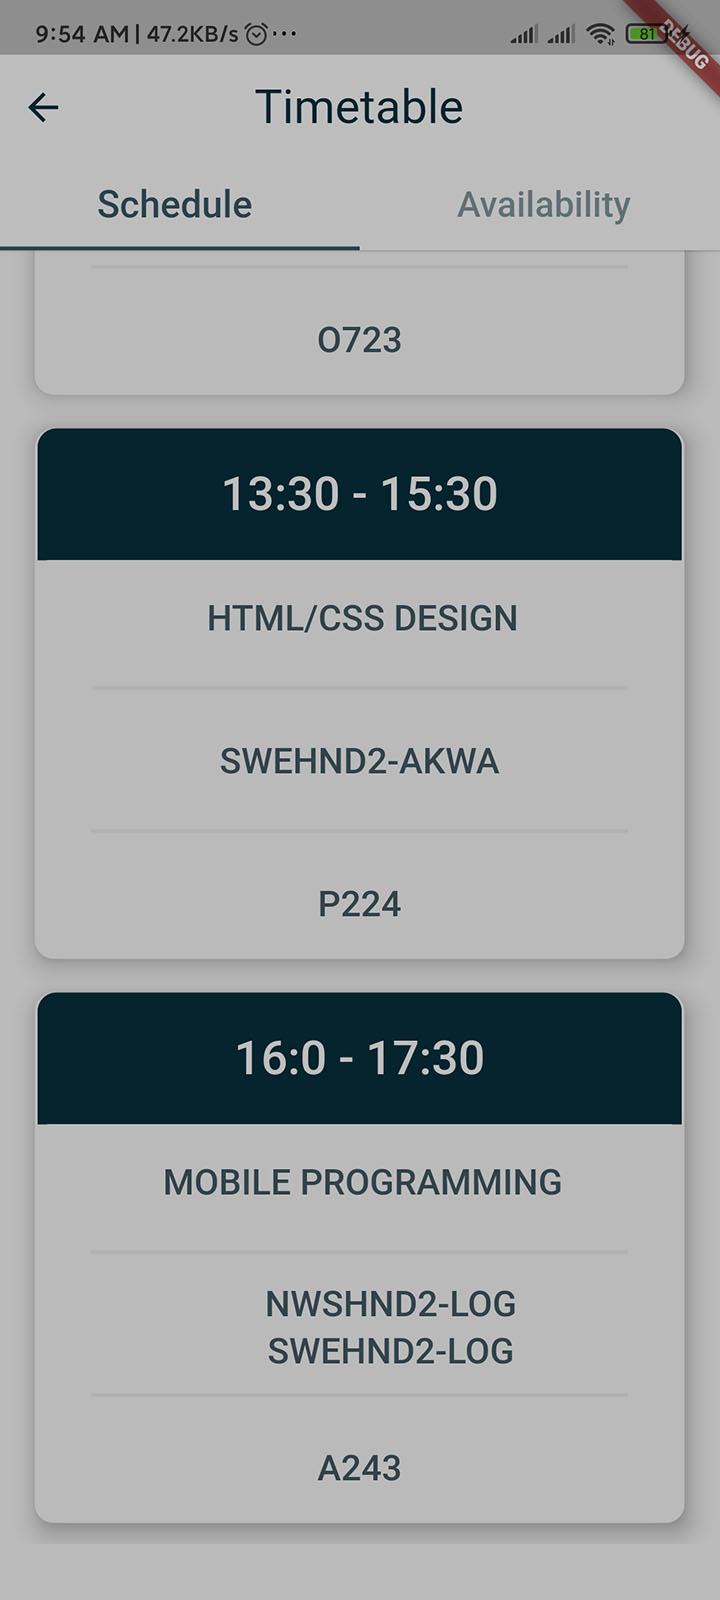 9:54 AM | 47.2KB/s ...
81
DEBUG
Timetable
Schedule
Availability
O723
13:30 - 15:30
HTML/CSS DESIGN
SWEHND2-AKWA
P224
16:0 - 17:30
MOBILE PROGRAMMING
NWSHND2-LOG
SWEHND2-LOG
A243